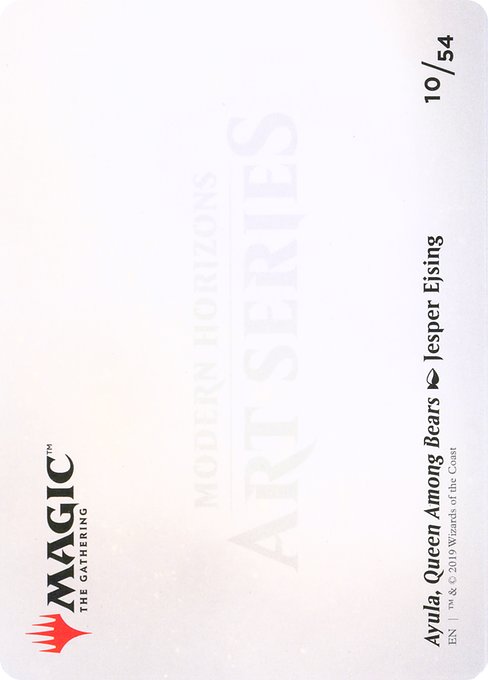 10/54
MODERN HORIZONS
ART SERIES
MAGIC™
THE GATHERING
Ayula, Queen Among Bears Jesper Ejsing
EN | ™ & © 2019 Wizards of the Coast